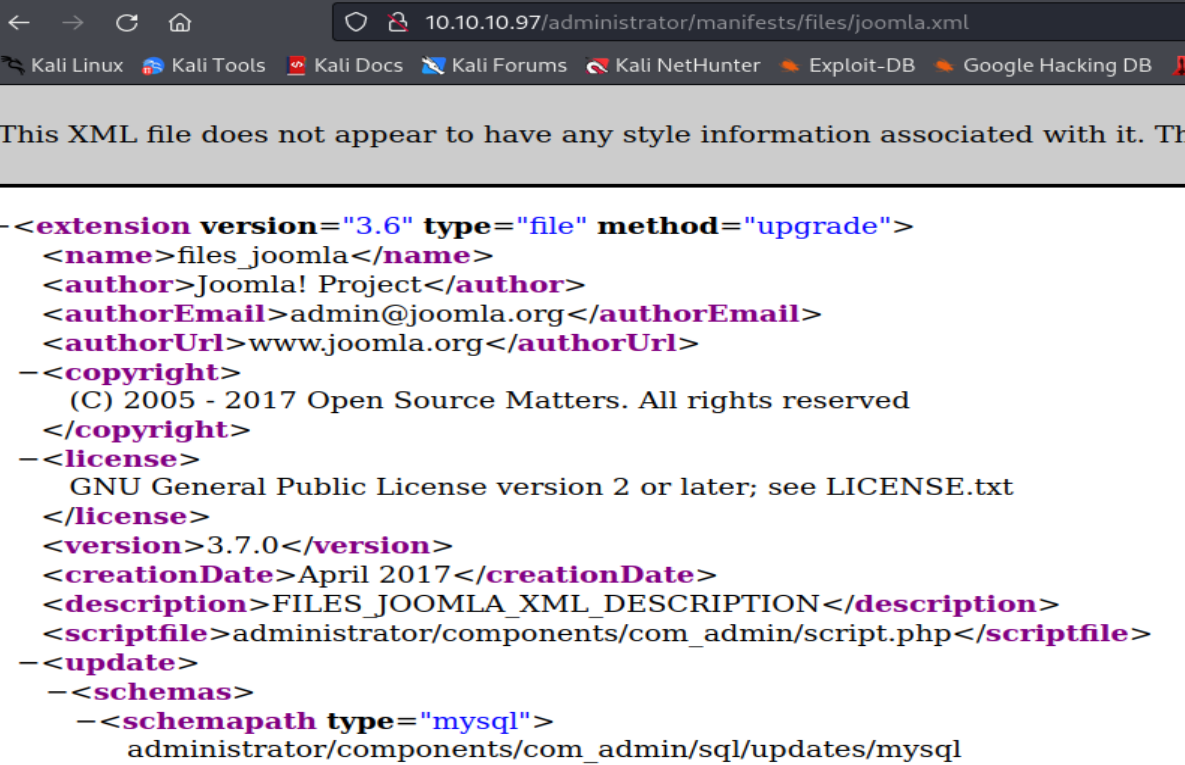 10.10.10.97/administrator/manifests/files/joomla.xml
Kali Linux Kali Tools Kali Docs Kali Forums Kali NetHunter Exploit-DB Google Hacking DB
This XML file does not appear to have any style information associated with it. Th
−<extension version="3.6" type="file" method="upgrade">
<name>files_joomla</name>
<author>Joomla! Project</author>
<authorEmail>admin@joomla.org</authorEmail>
<authorUrl>www.joomla.org</authorUrl>
−<copyright>
(C) 2005 - 2017 Open Source Matters. All rights reserved
</copyright>
−<license>
GNU General Public License version 2 or later; see LICENSE.txt
</license>
<version>3.7.0</version>
<creationDate>April 2017</creationDate>
<description>FILES_JOOMLA_XML_DESCRIPTION</description>
<scriptfile>administrator/components/com_admin/script.php</scriptfile>
−<update>
−<schemas>
−<schemapath type="mysql">
administrator/components/com_admin/sql/updates/mysql